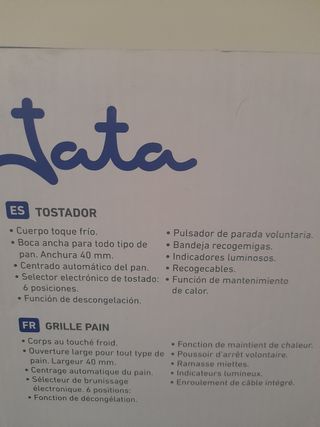 Jata
ES TOSTADOR
• Cuerpo toque frío.
• Boca ancha para todo tipo de
pan. Anchura 40 mm.
• Centrado automático del pan.
• Selector electrónico de tostado:
6 posiciones.
• Función de descongelación.
• Pulsador de parada voluntaria.
• Bandeja recogemigas.
• Indicadores luminosos.
• Recogecables.
• Función de mantenimiento
de calor.
FR GRILLE PAIN
• Corps au touché froid.
• Ouverture large pour tout type de
pain. Largeur 40 mm.
• Centrage automatique du pain.
• Sélecteur de brunissage
électronique. 6 positions:
• Fonction de décongélation.
• Fonction de maintient de chaleur.
• Poussoir d'arrêt volontaire.
• Ramasse miettes.
• Indicateurs lumineux.
• Enroulement de câble intégré.